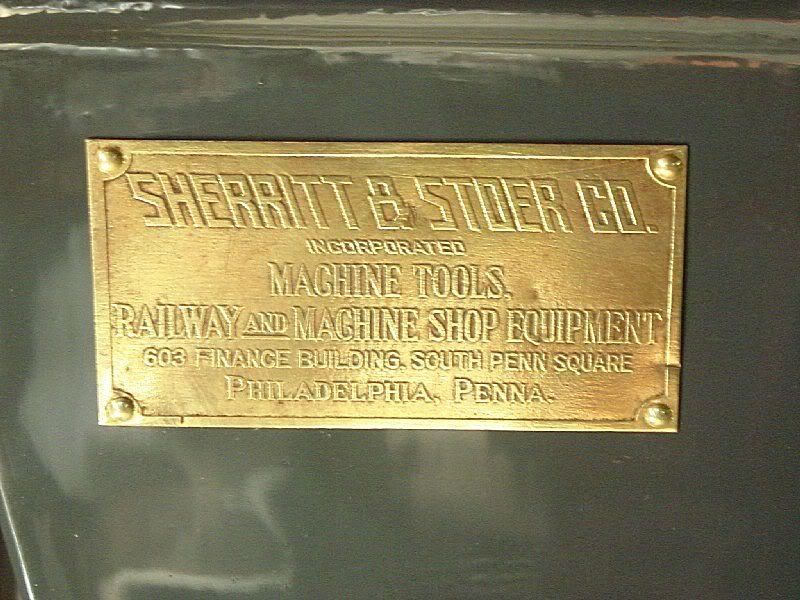 SHERRITT & STOER CO.
INCORPORATED
MACHINE TOOLS,
RAILWAY AND MACHINE SHOP EQUIPMENT
603 FINANCE BUILDING, SOUTH PENN SQUARE
PHILADELPHIA, PENNA.